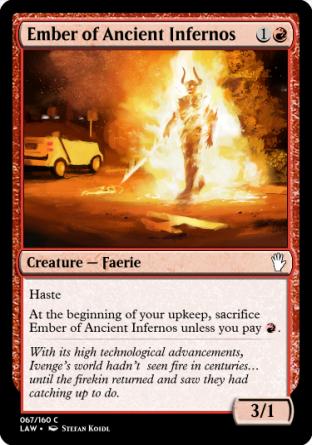 Ember of Ancient Infernos 1
Creature — Faerie
Haste
At the beginning of your upkeep, sacrifice
Ember of Ancient Infernos unless you pay .
With its high technological advancements,
Ivenge's world hadn't seen fire in centuries...
until the firekin returned and saw they had
catching up to do.
3/1
067/160 C
LAW • Stefan Koidl